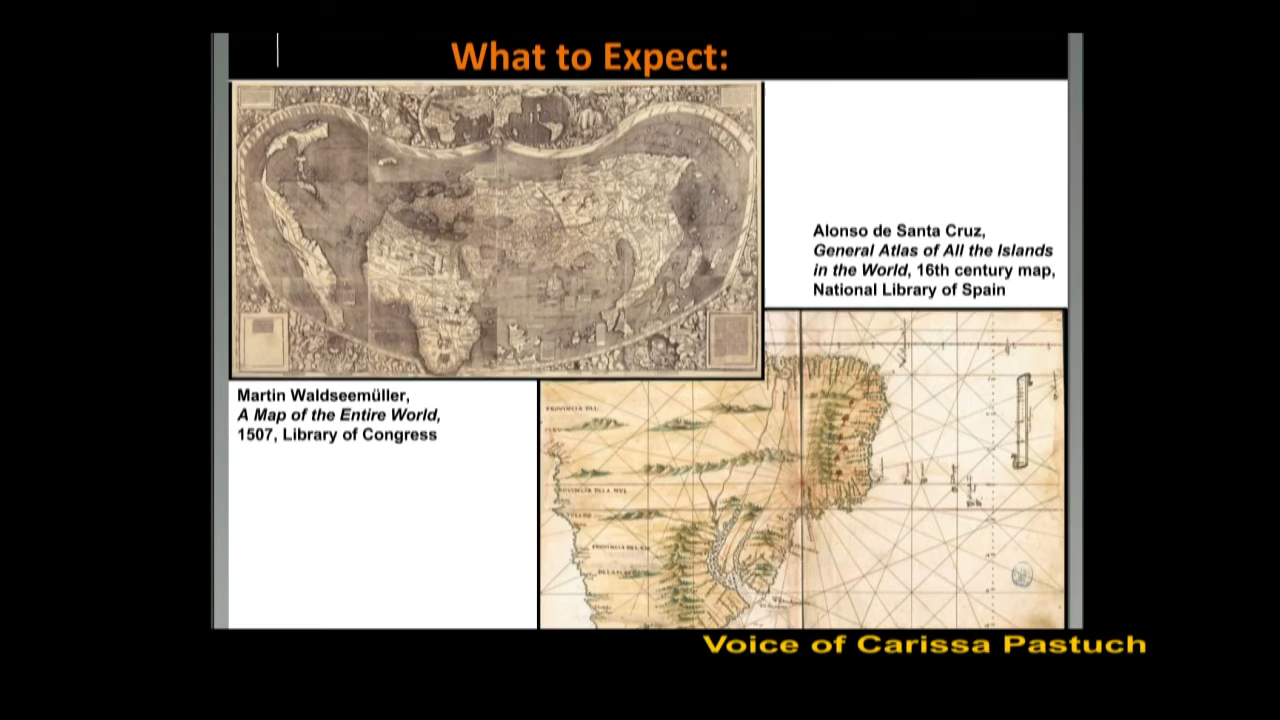 What to Expect:
Alonso de Santa Cruz,
General Atlas of All the Islands
in the World, 16th century map,
National Library of Spain
Martin Waldseemüller,
A Map of the Entire World,
1507, Library of Congress
Voice of Carissa Pastuch